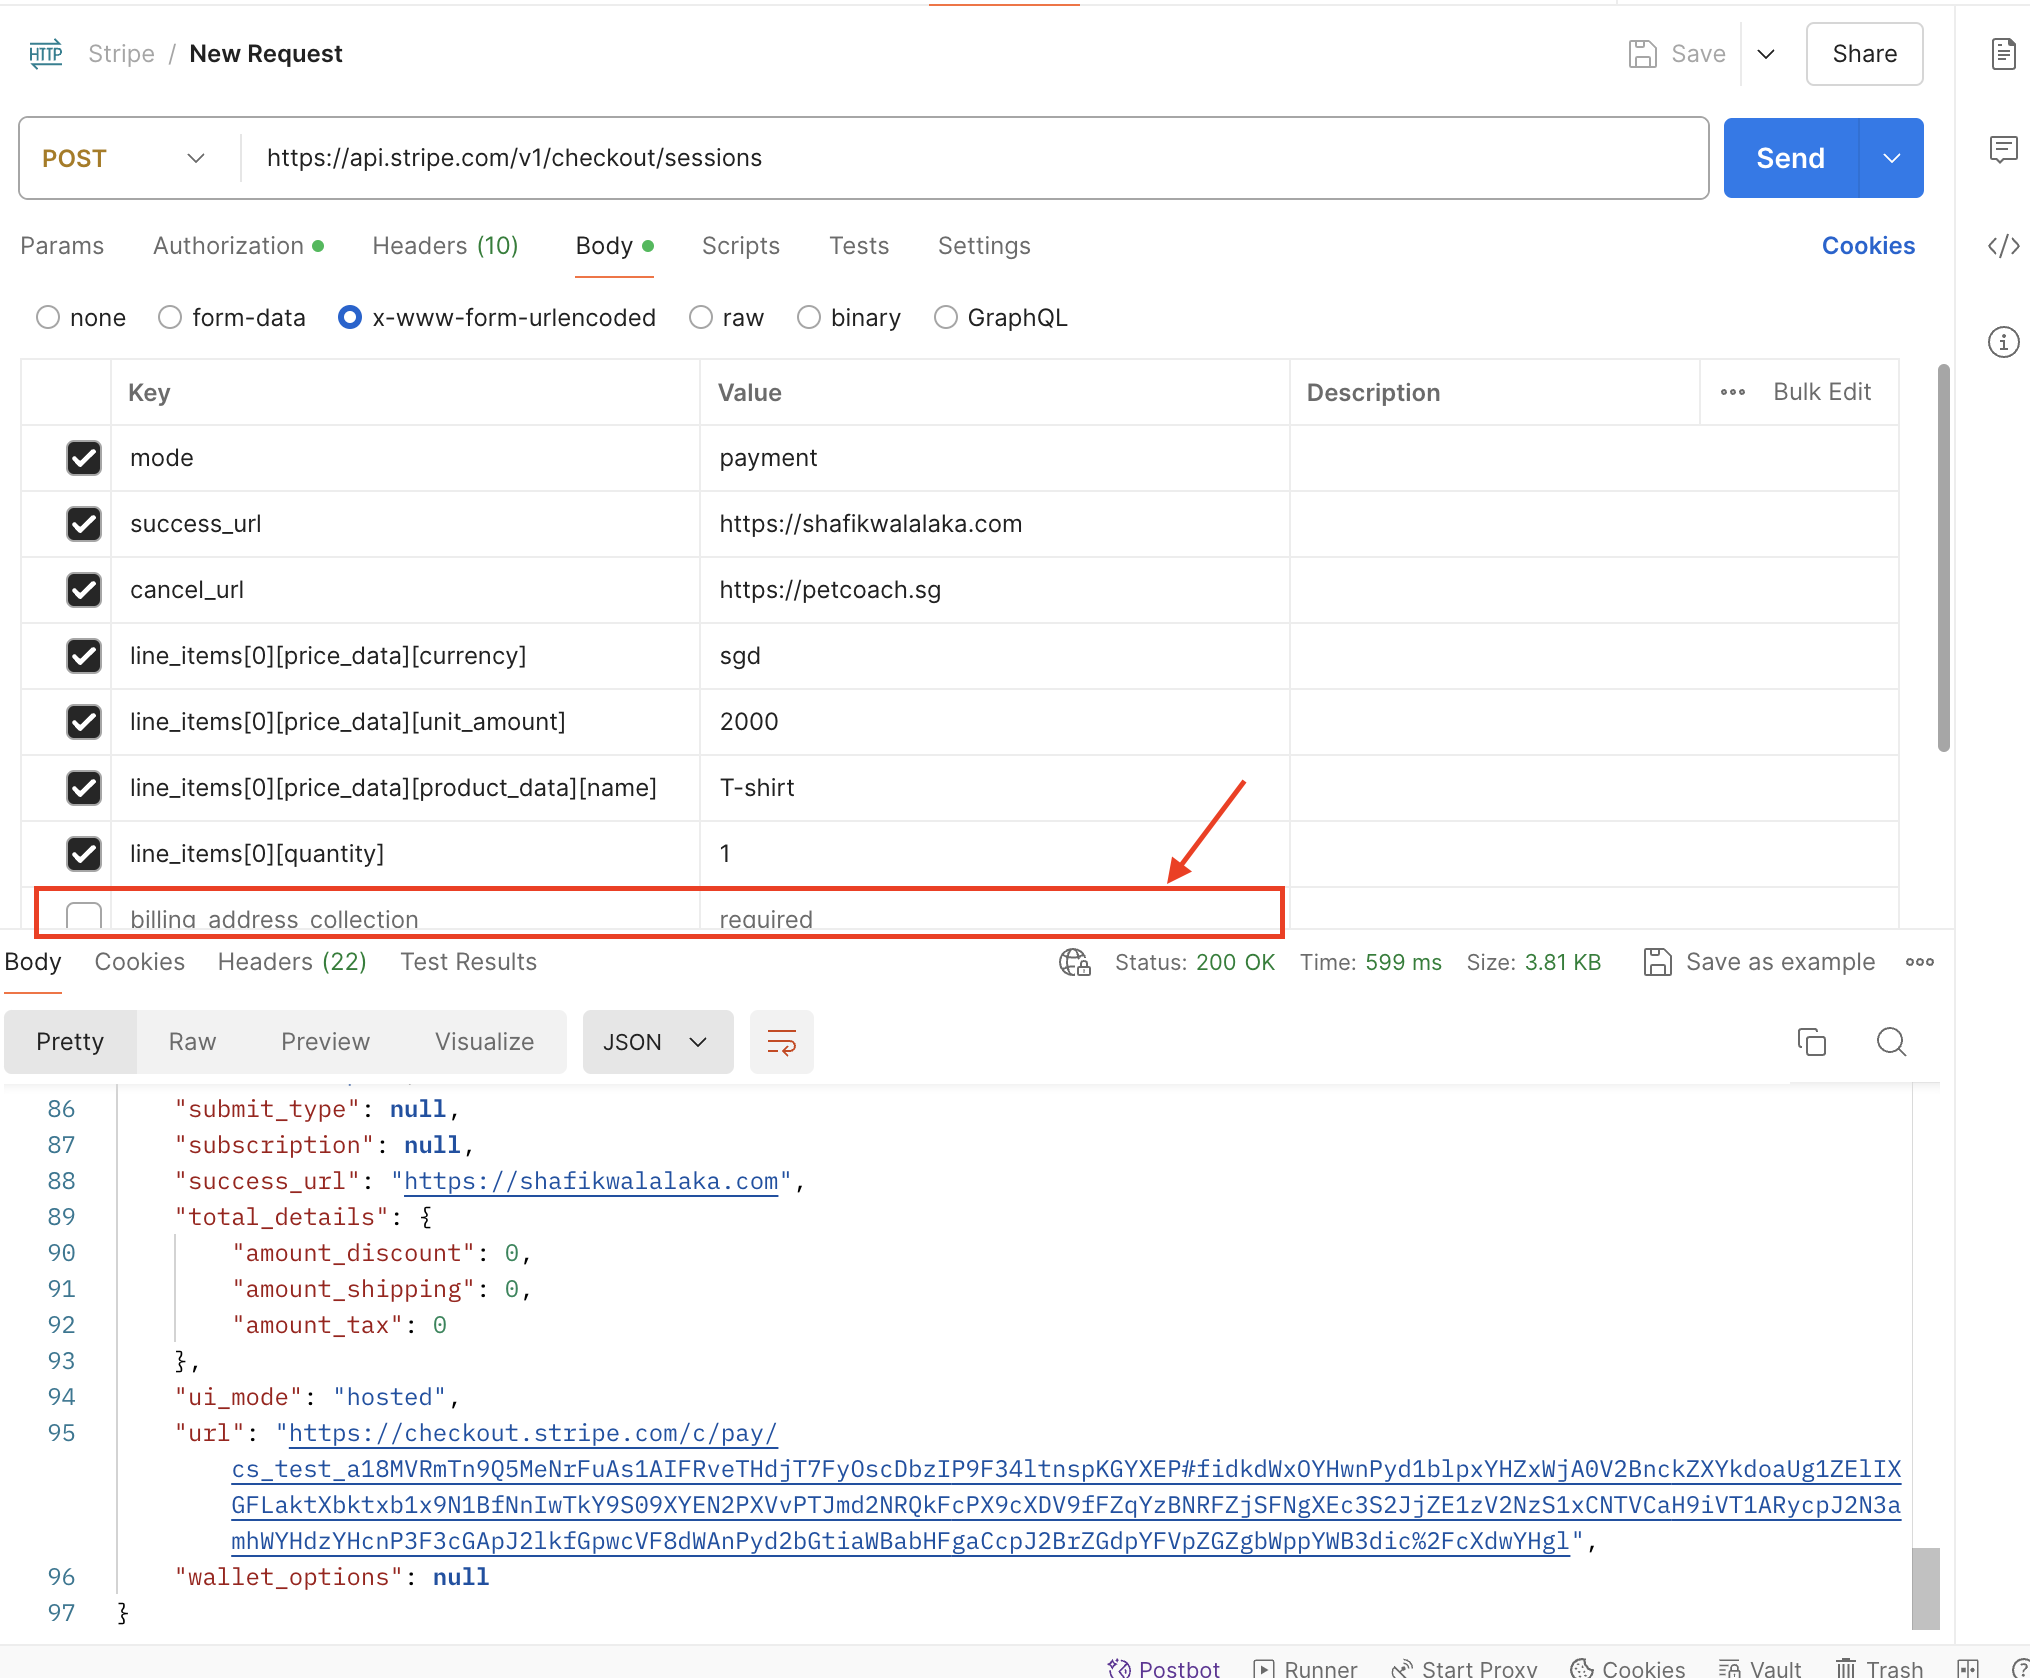 HTTP Stripe / New Request Save Share
POST https://api.stripe.com/v1/checkout/sessions Send
Params Authorization Headers (10) Body Scripts Tests Settings Cookies
none form-data x-www-form-urlencoded raw binary GraphQL
Key Value Description Bulk Edit
mode payment
success_url https://shafikwalalaka.com
cancel_url https://petcoach.sg
line_items[0][price_data][currency] sgd
line_items[0][price_data][unit_amount] 2000
line_items[0][price_data][product_data][name] T-shirt
line_items[0][quantity] 1
billing_address_collection required
Body Cookies Headers (22) Test Results Status: 200 OK Time: 599 ms Size: 3.81 KB Save as example
Pretty Raw Preview Visualize JSON
86 "submit_type": null,
87 "subscription": null,
88 "success_url": "https://shafikwalalaka.com",
89 "total_details": {
90 "amount_discount": 0,
91 "amount_shipping": 0,
92 "amount_tax": 0
93 },
94 "ui_mode": "hosted",
95 "url": "https://checkout.stripe.com/c/pay/
cs_test_a18MVRmTn9Q5MeNrFuAs1AIFRveTHdjT7FyOscDbzIP9F34ltnspKGYXEP#fidkdWxOYHwnPyd1blpxYHZxWjA0V2BnckZXYkdoaUg1ZElIX
GFLaktXbktxb1x9N1BfNnIwTkY9S09XYEN2PXVvPTJmd2NRQkFcPX9cXDV9fFZqYzBNRFZjSFNgXEc3S2JjZE1zV2NzS1xCNTVCaH9iVT1ARycpJ2N3a
mhWYHdzYHcnP3F3cGApJ2lkfGpwcVF8dWAnPyd2bGtiaWBabHFgaCcpJ2BrZGdpYFVpZGZgbWppYWB3dic%2FcXdwYHgl",
96 "wallet_options": null
97 }
Postbot Runner Start Proxy Cookies Vault Trash